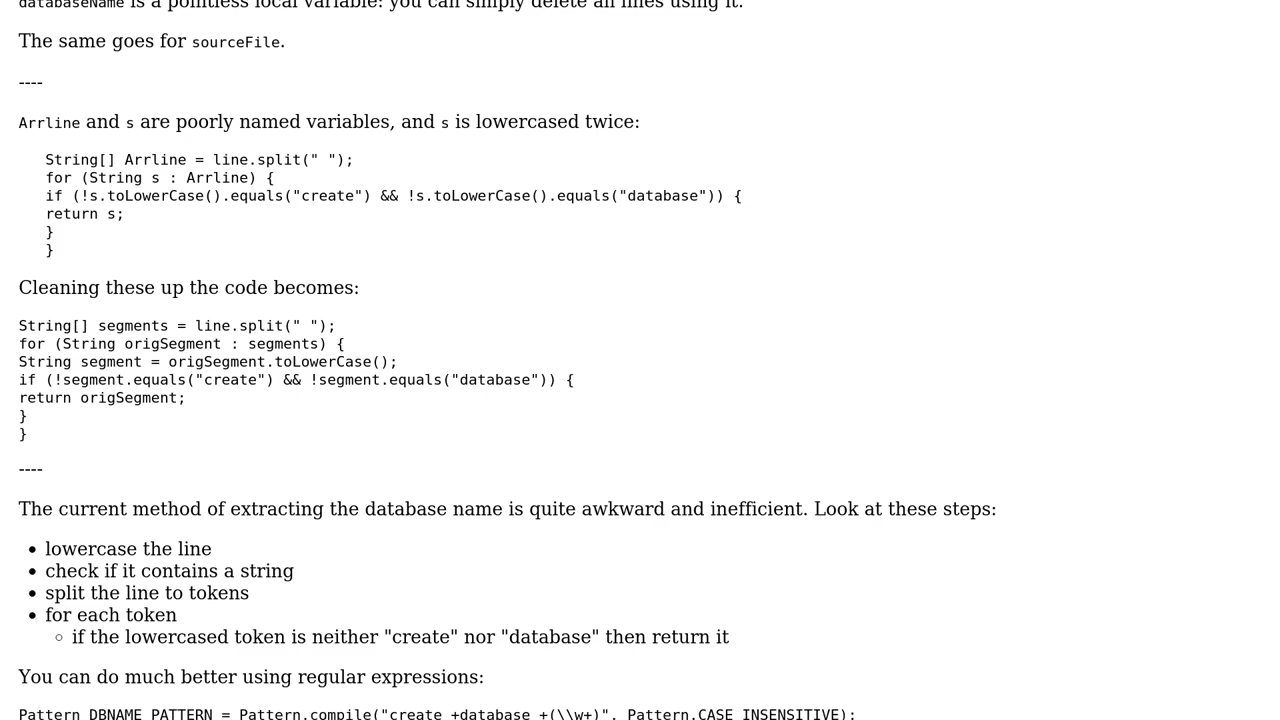 databaseName is a pointless local variable: you can simply delete all lines using it.
The same goes for sourceFile.
----
Arrline and s are poorly named variables, and s is lowercased twice:
String[] Arrline = line.split(" ");
for (String s : Arrline) {
if (!s.toLowerCase().equals("create") && !s.toLowerCase().equals("database")) {
return s;
}
}
Cleaning these up the code becomes:
String[] segments = line.split(" ");
for (String origSegment : segments) {
String segment = origSegment.toLowerCase();
if (!segment.equals("create") && !segment.equals("database")) {
return origSegment;
}
}
----
The current method of extracting the database name is quite awkward and inefficient. Look at these steps:
• lowercase the line
• check if it contains a string
• split the line to tokens
• for each token
◦ if the lowercased token is neither "create" nor "database" then return it
You can do much better using regular expressions:
Pattern DBNAME_PATTERN = Pattern.compile("create +database +(\\w+)", Pattern.CASE_INSENSITIVE);